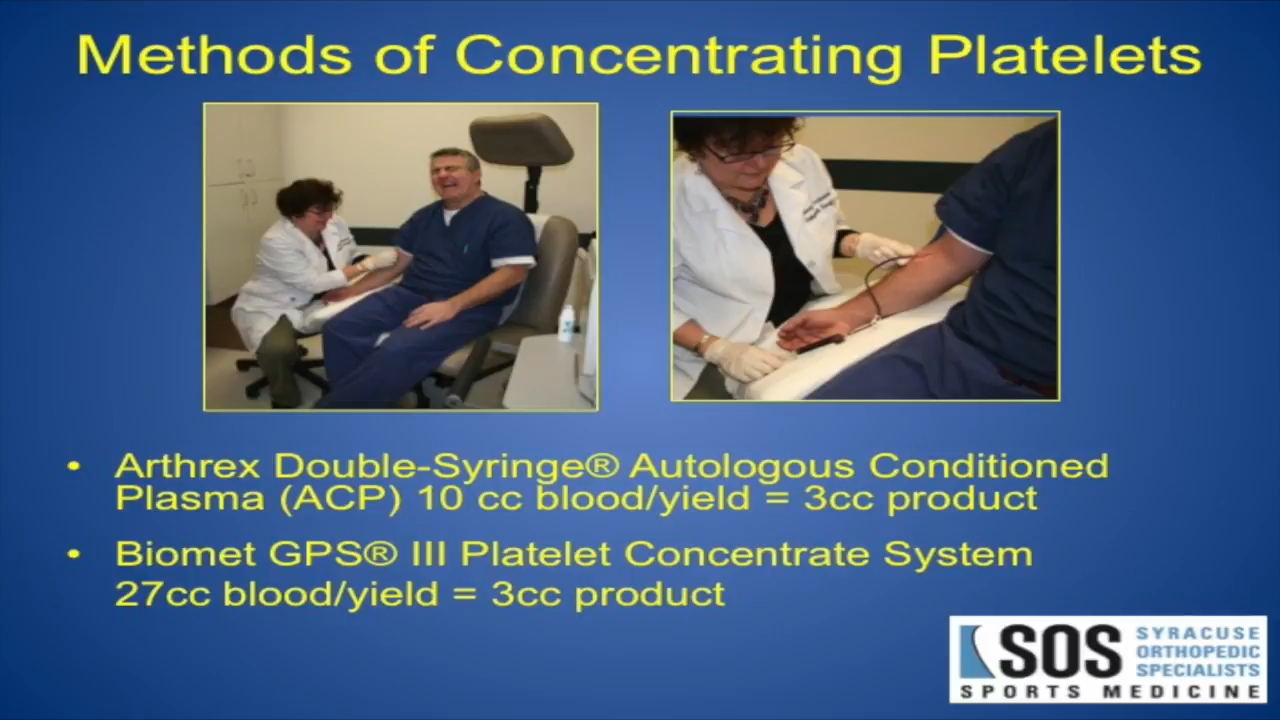 Methods of Concentrating Platelets
• Arthrex Double-Syringe® Autologous Conditioned
Plasma (ACP) 10 cc blood/yield = 3cc product
• Biomet GPS® III Platelet Concentrate System
27cc blood/yield = 3cc product
SOS
SYRACUSE
ORTHOPEDIC
SPECIALISTS
SPORTS MEDICINE